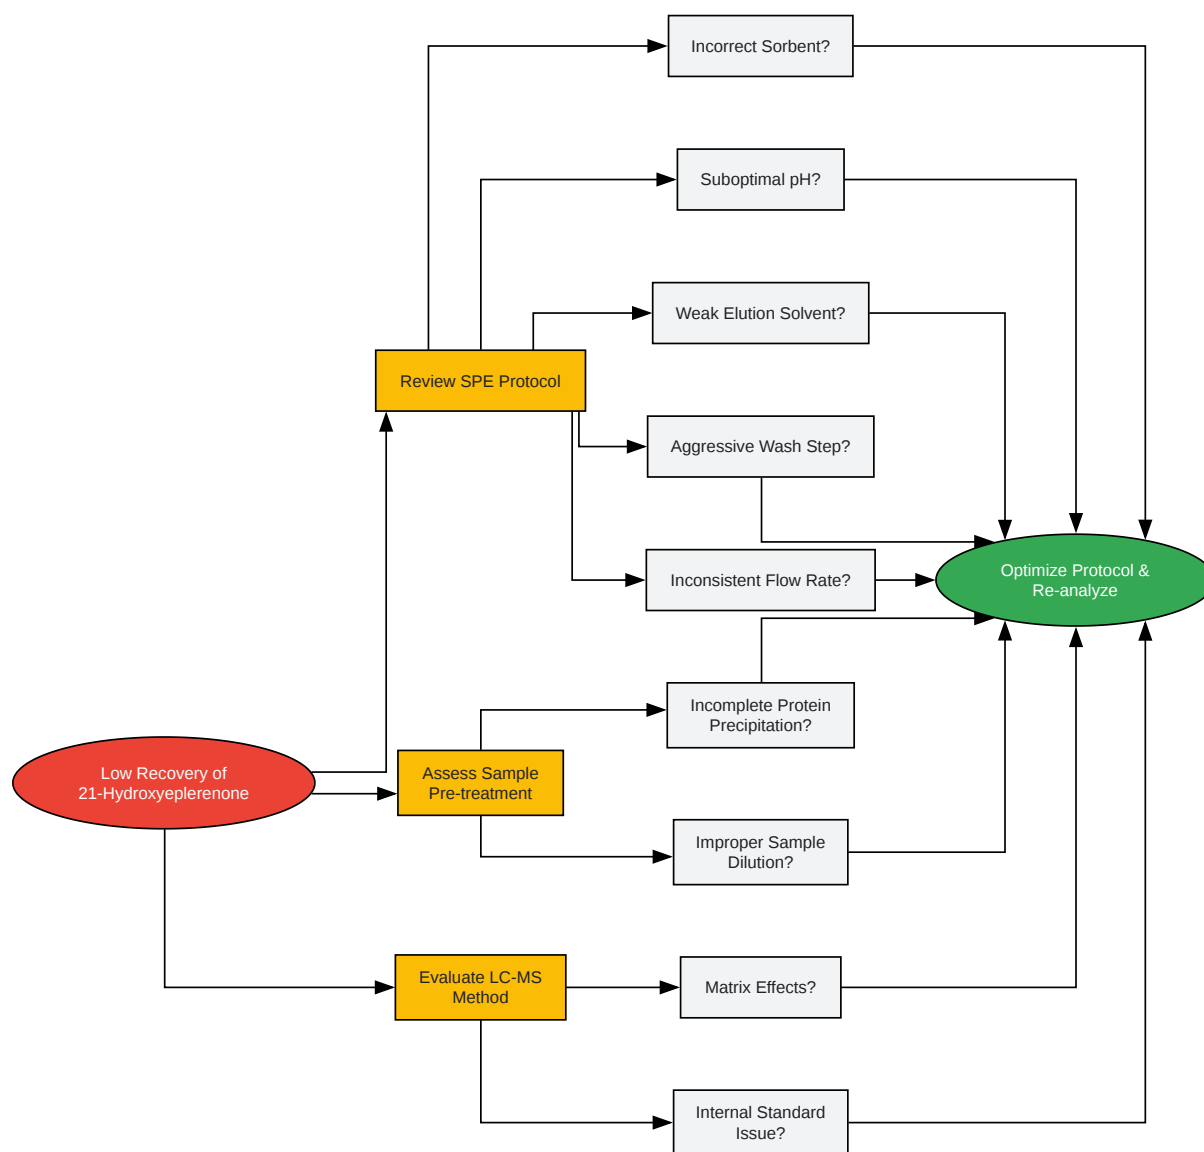 Incorrect Sorbent?
Suboptimal pH?
Weak Elution Solvent?
Review SPE Protocol
Aggressive Wash Step?
Inconsistent Flow Rate?
Optimize Protocol &
Re-analyze
Incomplete Protein
Precipitation?
Low Recovery of
21-Hydroxyeplerenone
Assess Sample
Pre-treatment
Improper Sample
Dilution?
Evaluate LC-MS
Method
Matrix Effects?
Internal Standard
Issue?